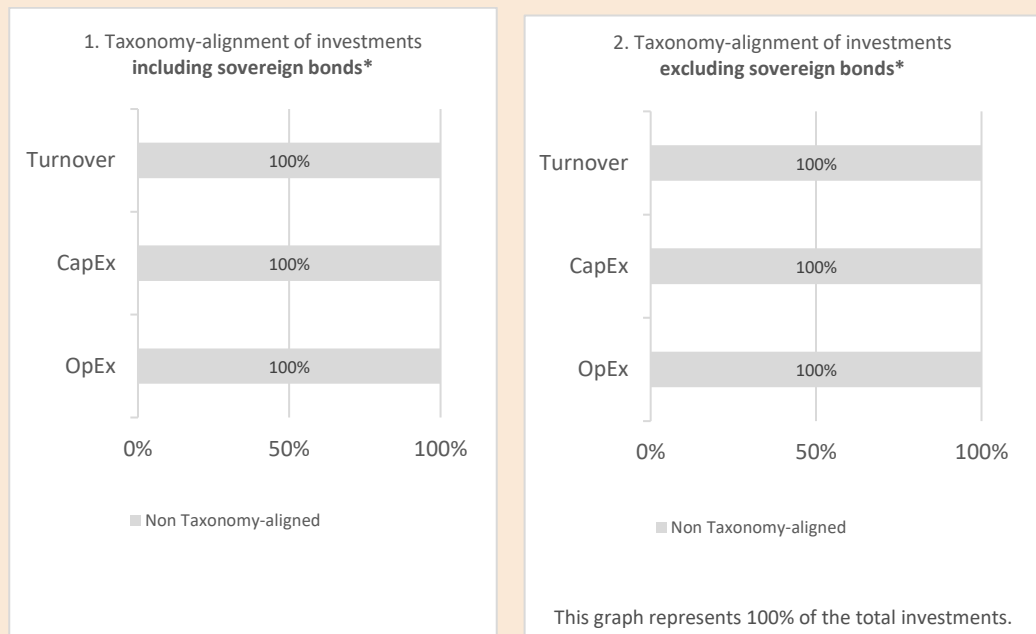 1. Taxonomy-alignment of investments
including sovereign bonds*
Turnover
100%
CapEx
100%
OpEx
100%
0%
50%
100%
Non Taxonomy-aligned
2. Taxonomy-alignment of investments
excluding sovereign bonds*
Turnover
100%
CapEx
100%
OpEx
100%
0%
50%
100%
Non Taxonomy-aligned
This graph represents 100% of the total investments.